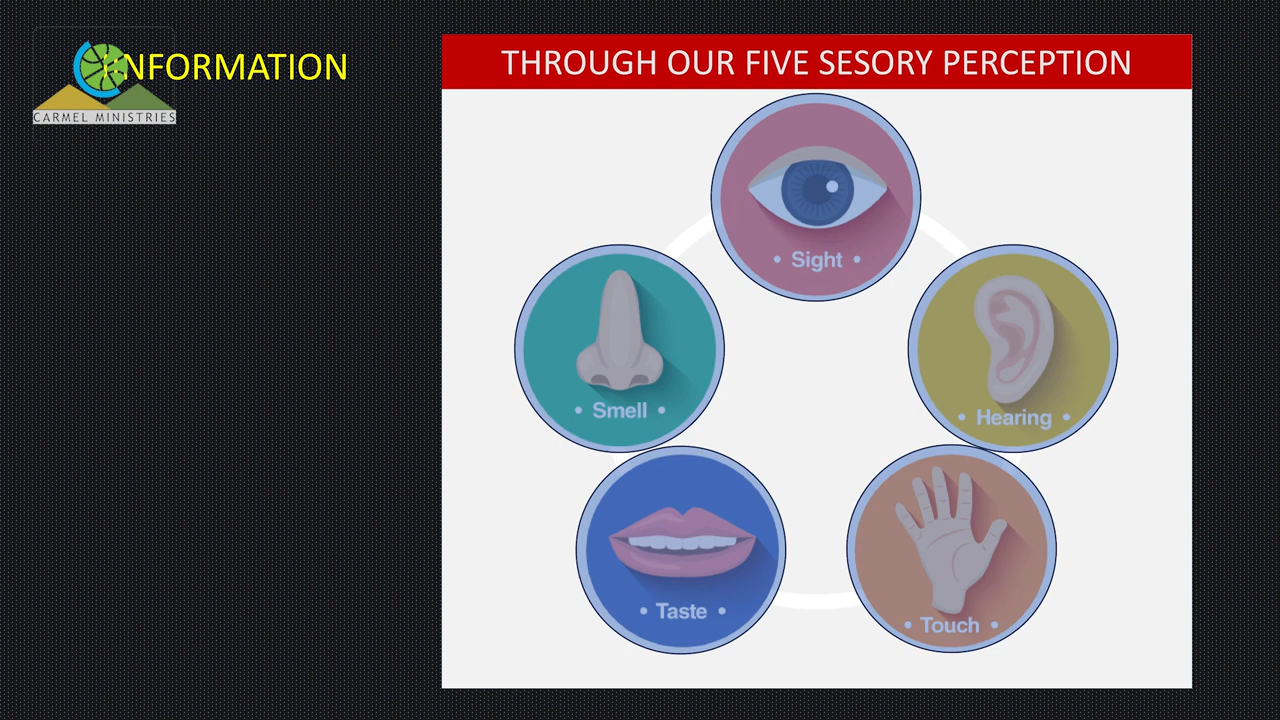 INFORMATION
CARMEL MINISTRIES
THROUGH OUR FIVE SESORY PERCEPTION
• Sight •
• Smell •
• Hearing •
• Taste •
• Touch •